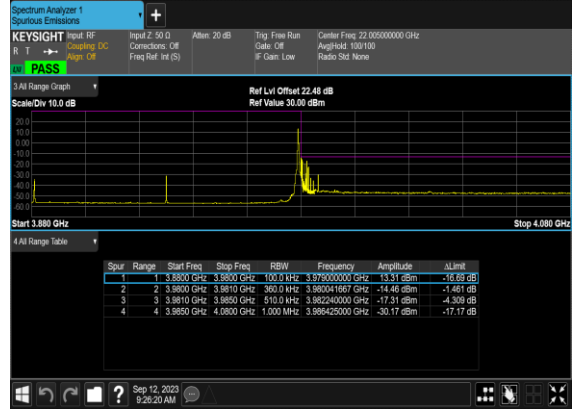 Spectrum Analyzer 1
Spurious Emissions
KEYSIGHT Input: RF Input Z: 50 Ω Atten: 20 dB Trig: Free Run Center Freq: 22.005000000 GHz
R T Coupling: DC Corrections: Off Gate: Off Avg|Hold: 100/100
Align: Off Freq Ref: Int (S) IF Gain: Low Radio Std: None
PASS
3 All Range Graph
Ref Lvl Offset 22.48 dB
Scale/Div 10.0 dB Ref Value 30.00 dBm
20.0
10.0
0.00
-10.0
-20.0
-30.0
-40.0
-50.0
-60.0
Start 3.880 GHz Stop 4.080 GHz
4 All Range Table
Spur Range Start Freq Stop Freq RBW Frequency Amplitude ΔLimit
1 1 3.8800 GHz 3.9800 GHz 100.0 kHz 3.979000000 GHz 13.31 dBm -16.69 dB
2 2 3.9800 GHz 3.9810 GHz 360.0 kHz 3.980041667 GHz -14.46 dBm -1.461 dB
3 3 3.9810 GHz 3.9850 GHz 510.0 kHz 3.982240000 GHz -17.31 dBm -4.309 dB
4 4 3.9850 GHz 4.0800 GHz 1.000 MHz 3.986425000 GHz -30.17 dBm -17.17 dB
Sep 12, 2023
9:26:20 AM